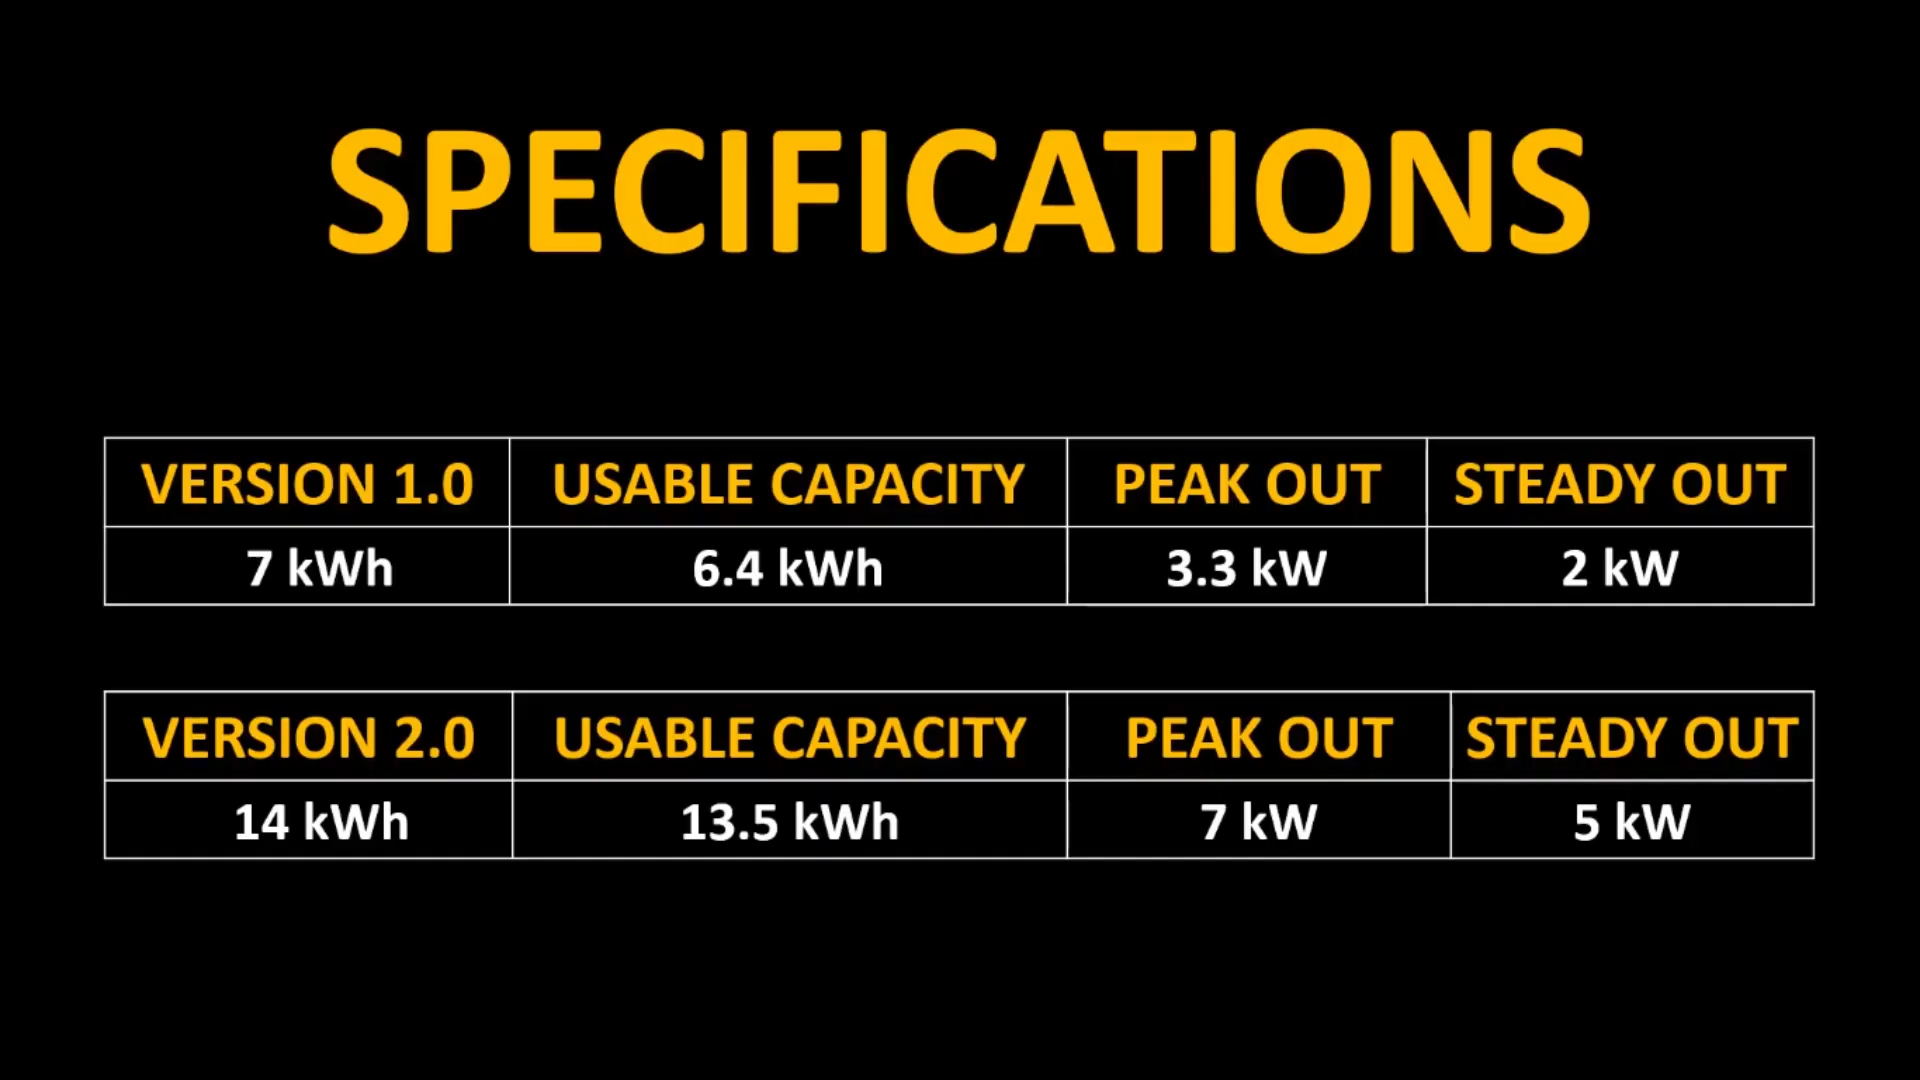 SPECIFICATIONS
VERSION 1.0 USABLE CAPACITY PEAK OUT STEADY OUT
7 kWh 6.4 kWh 3.3 kW 2 kW
VERSION 2.0 USABLE CAPACITY PEAK OUT STEADY OUT
14 kWh 13.5 kWh 7 kW 5 kW